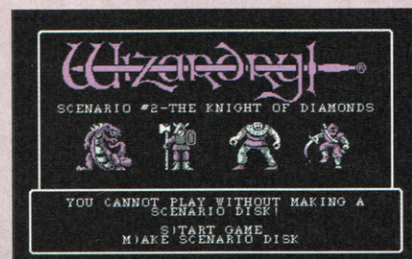 Wizardry®
SCENARIO #2-THE KNIGHT OF DIAMONDS
YOU CANNOT PLAY WITHOUT MAKING A
SCENARIO DISK!
S)TART GAME
M)AKE SCENARIO DISK